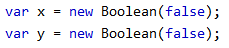 var x = new Boolean(false);
var y = new Boolean(false);